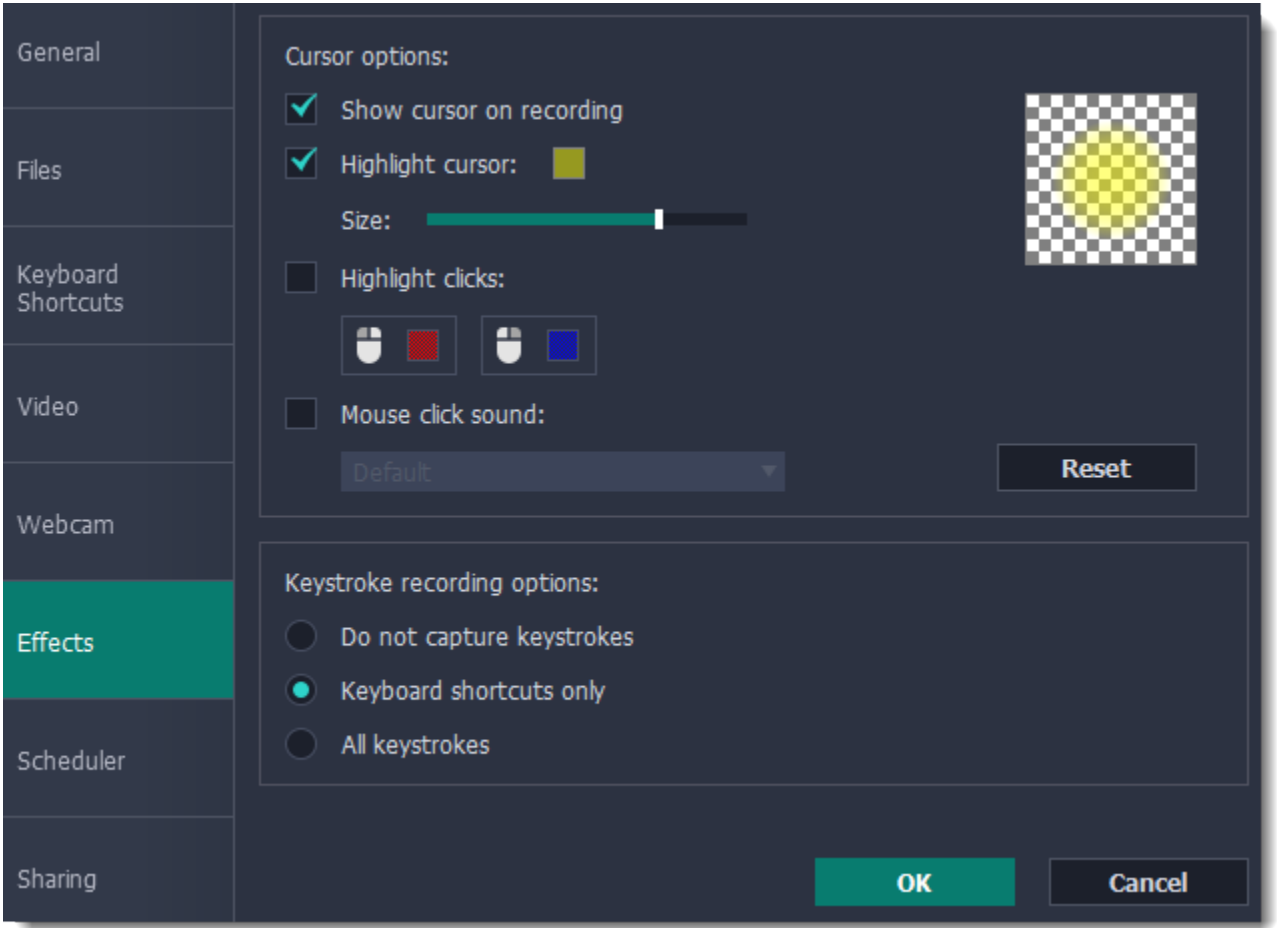 General
Files
Keyboard
Shortcuts
Video
Webcam
Effects
Scheduler
Sharing
Cursor options:
Show cursor on recording
Highlight cursor:
Size:
Highlight clicks:
Mouse click sound:
Default
Reset
Keystroke recording options:
Do not capture keystrokes
Keyboard shortcuts only
All keystrokes
OK
Cancel